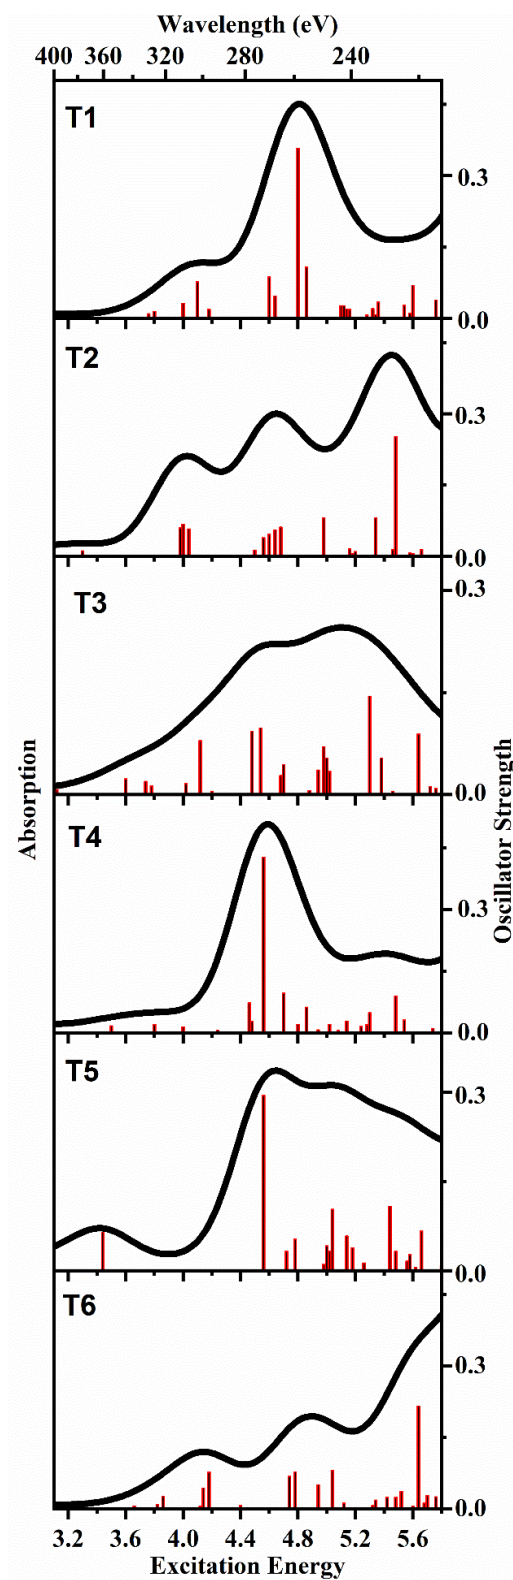 Wavelength (eV)
400 360 320 280 240
T1
0.3
0.0
T2
0.3
0.0
T3
0.3
0.0
T4
0.3
0.0
T5
0.3
0.0
T6
0.3
0.0
Absorption
Oscillator Strength
3.2 3.6 4.0 4.4 4.8 5.2 5.6
Excitation Energy